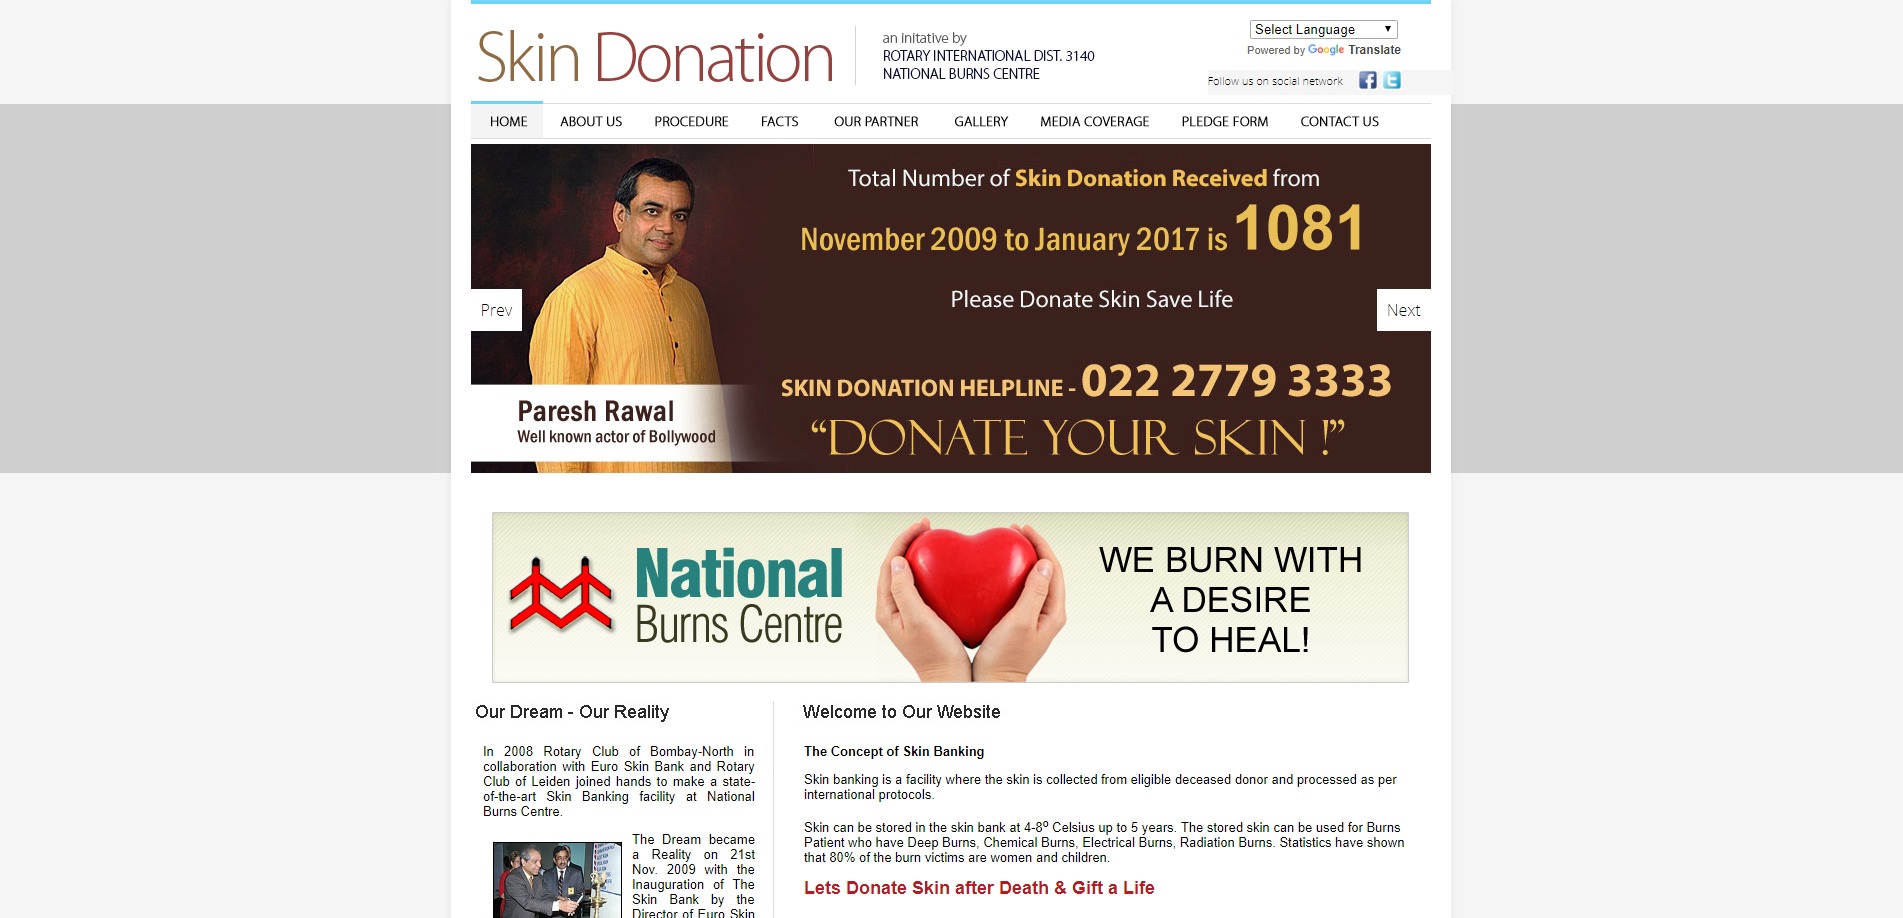 Skin Donation
an initative by
ROTARY INTERNATIONAL DIST. 3140
NATIONAL BURNS CENTRE
Select Language
Powered by Google Translate
Follow us on social network
HOME ABOUT US PROCEDURE FACTS OUR PARTNER GALLERY MEDIA COVERAGE PLEDGE FORM CONTACT US
Total Number of Skin Donation Received from
November 2009 to January 2017 is 1081
Please Donate Skin Save Life
Prev
Next
SKIN DONATION HELPLINE - 022 2779 3333
"DONATE YOUR SKIN !"
Paresh Rawal
Well known actor of Bollywood
National
Burns Centre
WE BURN WITH
A DESIRE
TO HEAL!
Our Dream - Our Reality
In 2008 Rotary Club of Bombay-North in
collaboration with Euro Skin Bank and Rotary
Club of Leiden joined hands to make a state-
of-the-art Skin Banking facility at National
Burns Centre.
The Dream became
a Reality on 21st
Nov. 2009 with the
Inauguration of The
Skin Bank by the
Director of Euro Skin
Welcome to Our Website
The Concept of Skin Banking
Skin banking is a facility where the skin is collected from eligible deceased donor and processed as per
international protocols.
Skin can be stored in the skin bank at 4-8º Celsius up to 5 years. The stored skin can be used for Burns
Patient who have Deep Burns, Chemical Burns, Electrical Burns, Radiation Burns. Statistics have shown
that 80% of the burn victims are women and children.
Lets Donate Skin after Death & Gift a Life